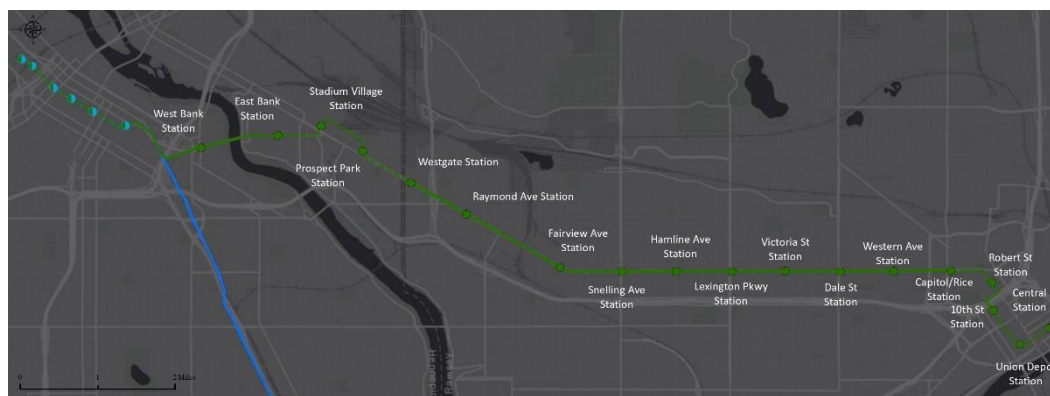 West Bank
Station
East Bank
Station
Stadium Village
Station
Prospect Park
Station
Westgate Station
Raymond Ave Station
Fairview Ave
Station
Snelling Ave
Station
Hamline Ave
Station
Lexington Pkwy
Station
Victoria St
Station
Dale St
Station
Western Ave
Station
Capitol/Rice
Station
Robert St
Station
10th St
Station
Central
Station
Union Depo
Station
0 1 2 Miles